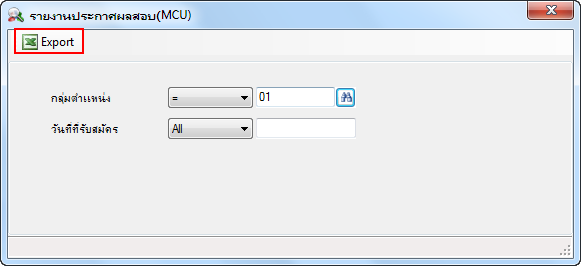 รายงานประกาศผลสอบ(MCU)
Export
กลุ่มตำแหน่ง = 01
วันที่ที่รับสมัคร All